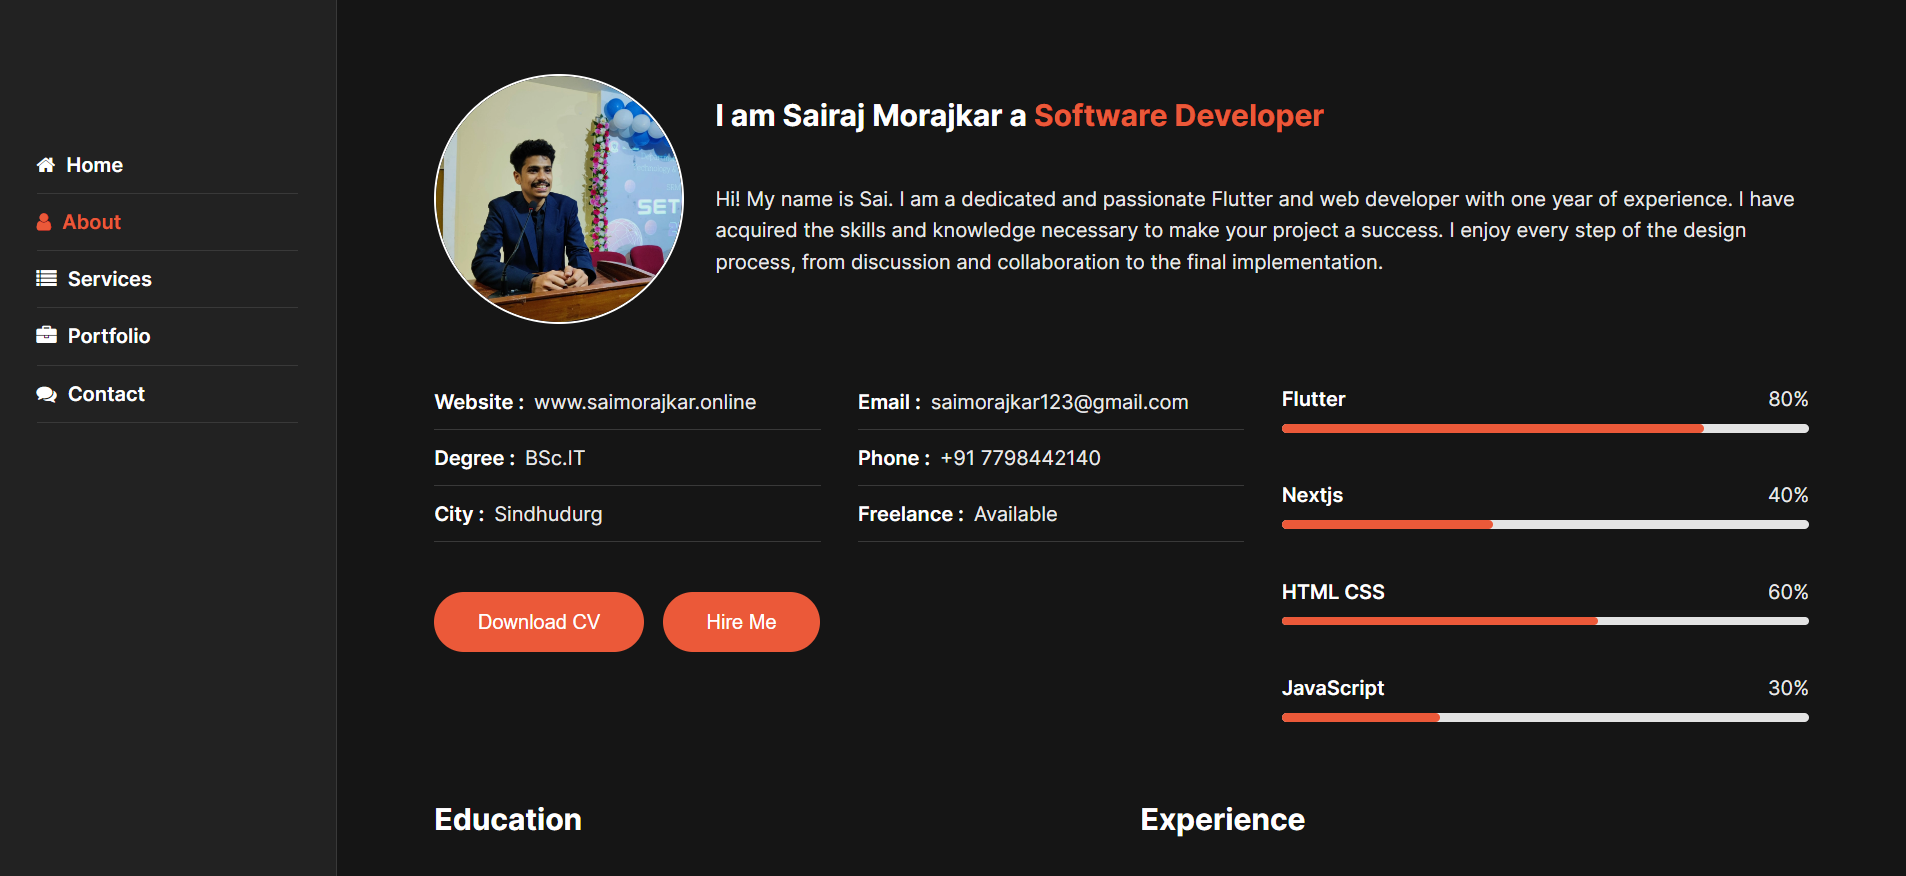 Home
About
Services
Portfolio
Contact
I am Sairaj Morajkar a Software Developer
Hi! My name is Sai. I am a dedicated and passionate Flutter and web developer with one year of experience. I have
acquired the skills and knowledge necessary to make your project a success. I enjoy every step of the design
process, from discussion and collaboration to the final implementation.
SET
Website : www.saimorajkar.online
Degree : BSc.IT
City : Sindhudurg
Email : saimorajkar123@gmail.com
Phone : +91 7798442140
Freelance : Available
Download CV
Hire Me
Flutter 80%
Nextjs 40%
HTML CSS 60%
JavaScript 30%
Education
Experience